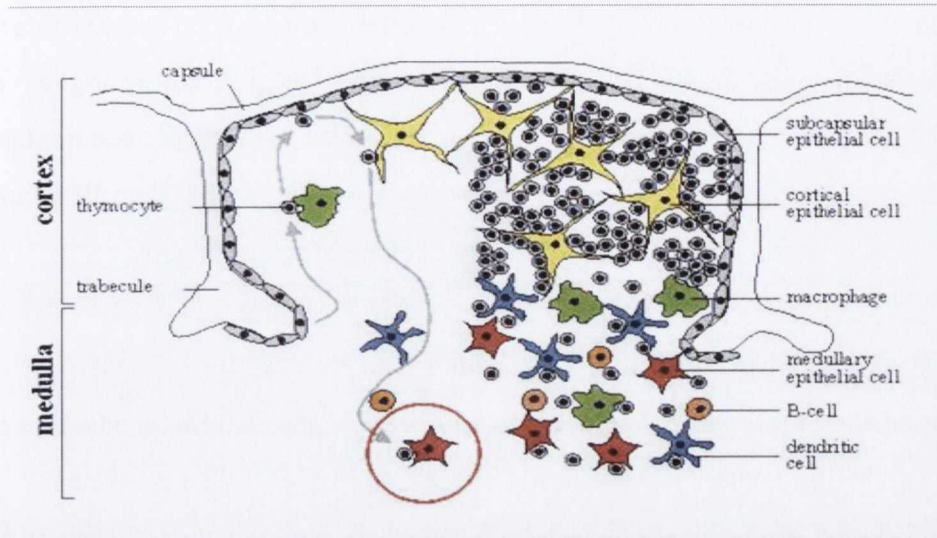 capsule
cortex
thymocyte
trabecule
medulla
subcapsular
epithelial cell
cortical
epithelial cell
macrophage
medullary
epithelial cell
B-cell
dendritic
cell